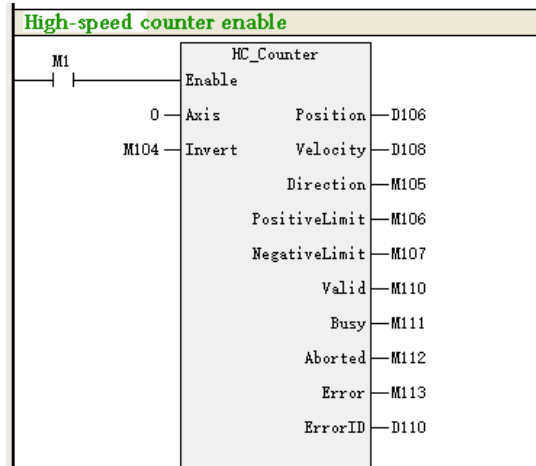 High-speed counter enable
M1 HC_Counter
Enable
0 Axis Position D106
M104 Invert Velocity D108
Direction M105
PositiveLimit M106
NegativeLimit M107
Valid M110
Busy M111
Aborted M112
Error M113
ErrorID D110